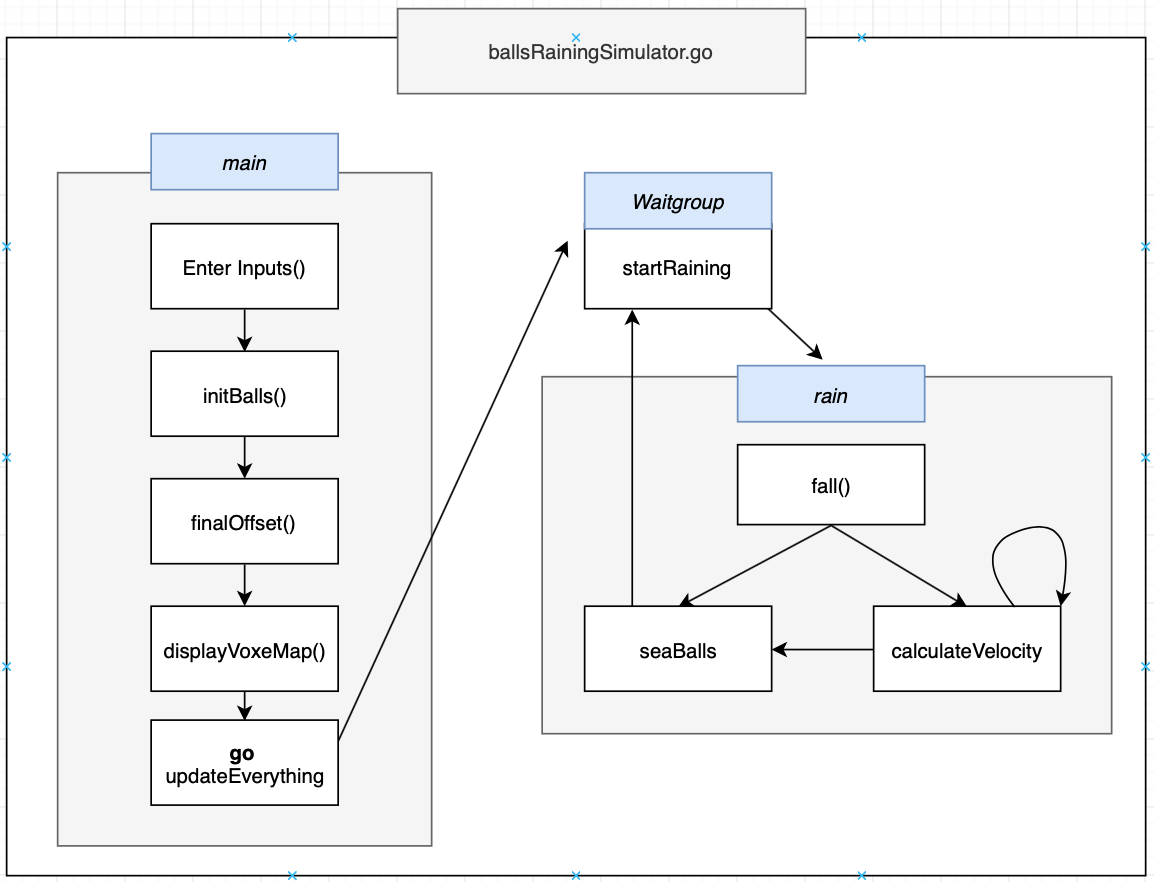 ballsRainingSimulator.go
main
Enter Inputs()
initBalls()
finalOffset()
displayVoxeMap()
go
updateEverything
Waitgroup
startRaining
rain
fall()
seaBalls
calculateVelocity